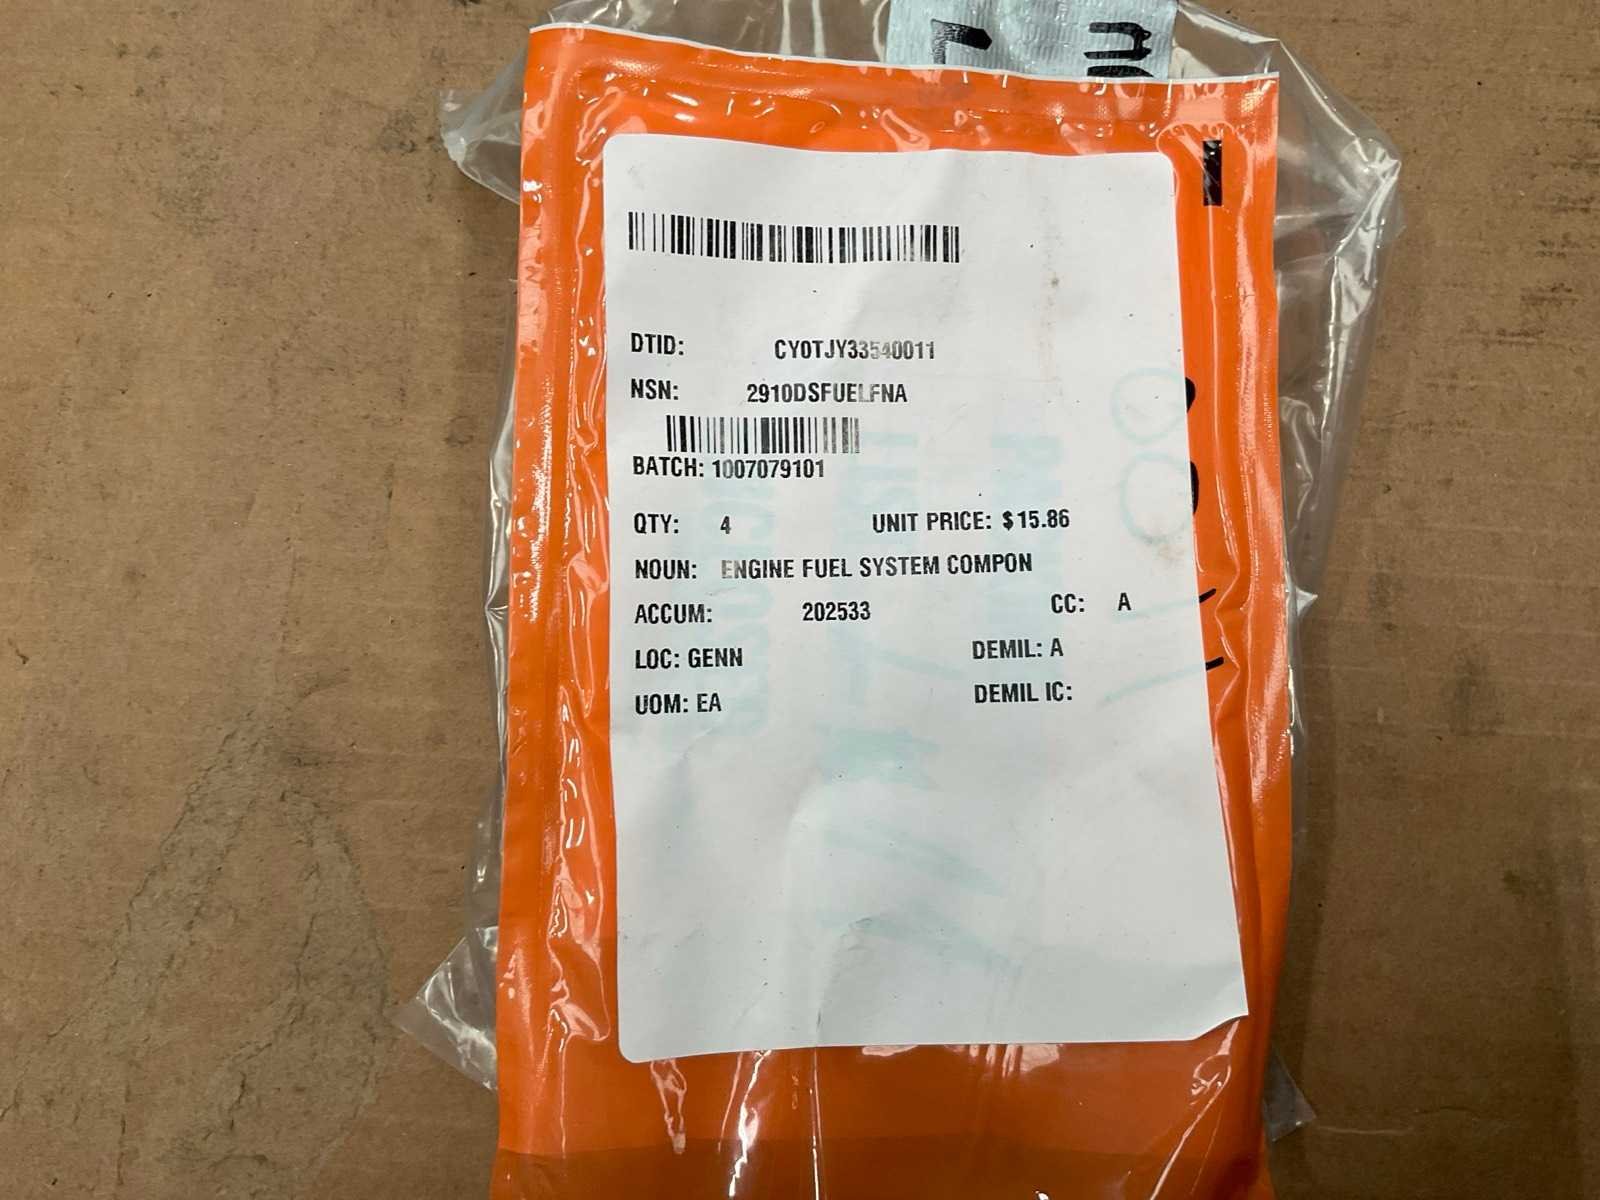 DTID: CY0TJY33540011
NSN: 2910DSFUELFNA
BATCH: 1007079101
QTY: 4 UNIT PRICE: $15.86
NOUN: ENGINE FUEL SYSTEM COMPON
ACCUM: 202533 CC: A
LOC: GENN DEMIL: A
UOM: EA DEMIL IC: